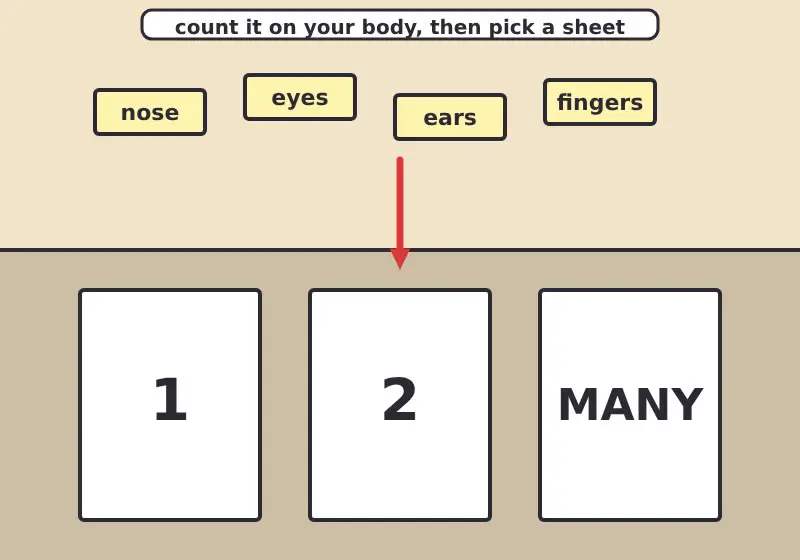 count it on your body, then pick a sheet
nose
eyes
ears
fingers
1
2
MANY